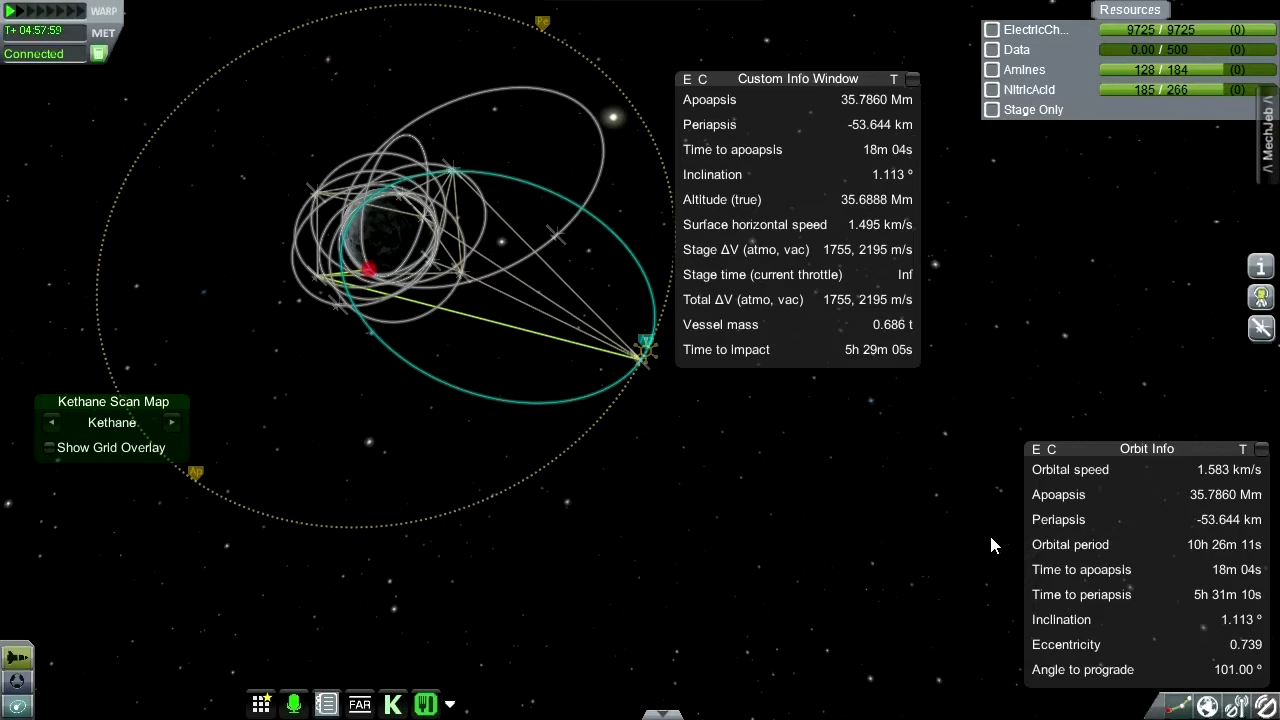 WARP
T+ 04:57:59
MET
Connected
Pe
Resources
ElectricCh... 9725 / 9725 (0)
Data 0.00 / 500 (0)
Amines 128 / 184 (0)
NitricAcid 185 / 266 (0)
Stage Only
E C Custom Info Window T
Apoapsis 35.7860 Mm
Periapsis -53.644 km
Time to apoapsis 18m 04s
Inclination 1.113 º
Altitude (true) 35.6888 Mm
Surface horizontal speed 1.495 km/s
Stage ΔV (atmo, vac) 1755, 2195 m/s
Stage time (current throttle) Inf
Total ΔV (atmo, vac) 1755, 2195 m/s
Vessel mass 0.686 t
Time to impact 5h 29m 05s
< MechJeb <
Kethane Scan Map
Kethane
Show Grid Overlay
Ap
E C Orbit Info T
Orbital speed 1.583 km/s
Apoapsis 35.7860 Mm
Periapsis -53.644 km
Orbital period 10h 26m 11s
Time to apoapsis 18m 04s
Time to periapsis 5h 31m 10s
Inclination 1.113 º
Eccentricity 0.739
Angle to prograde 101.00 º
FAR K